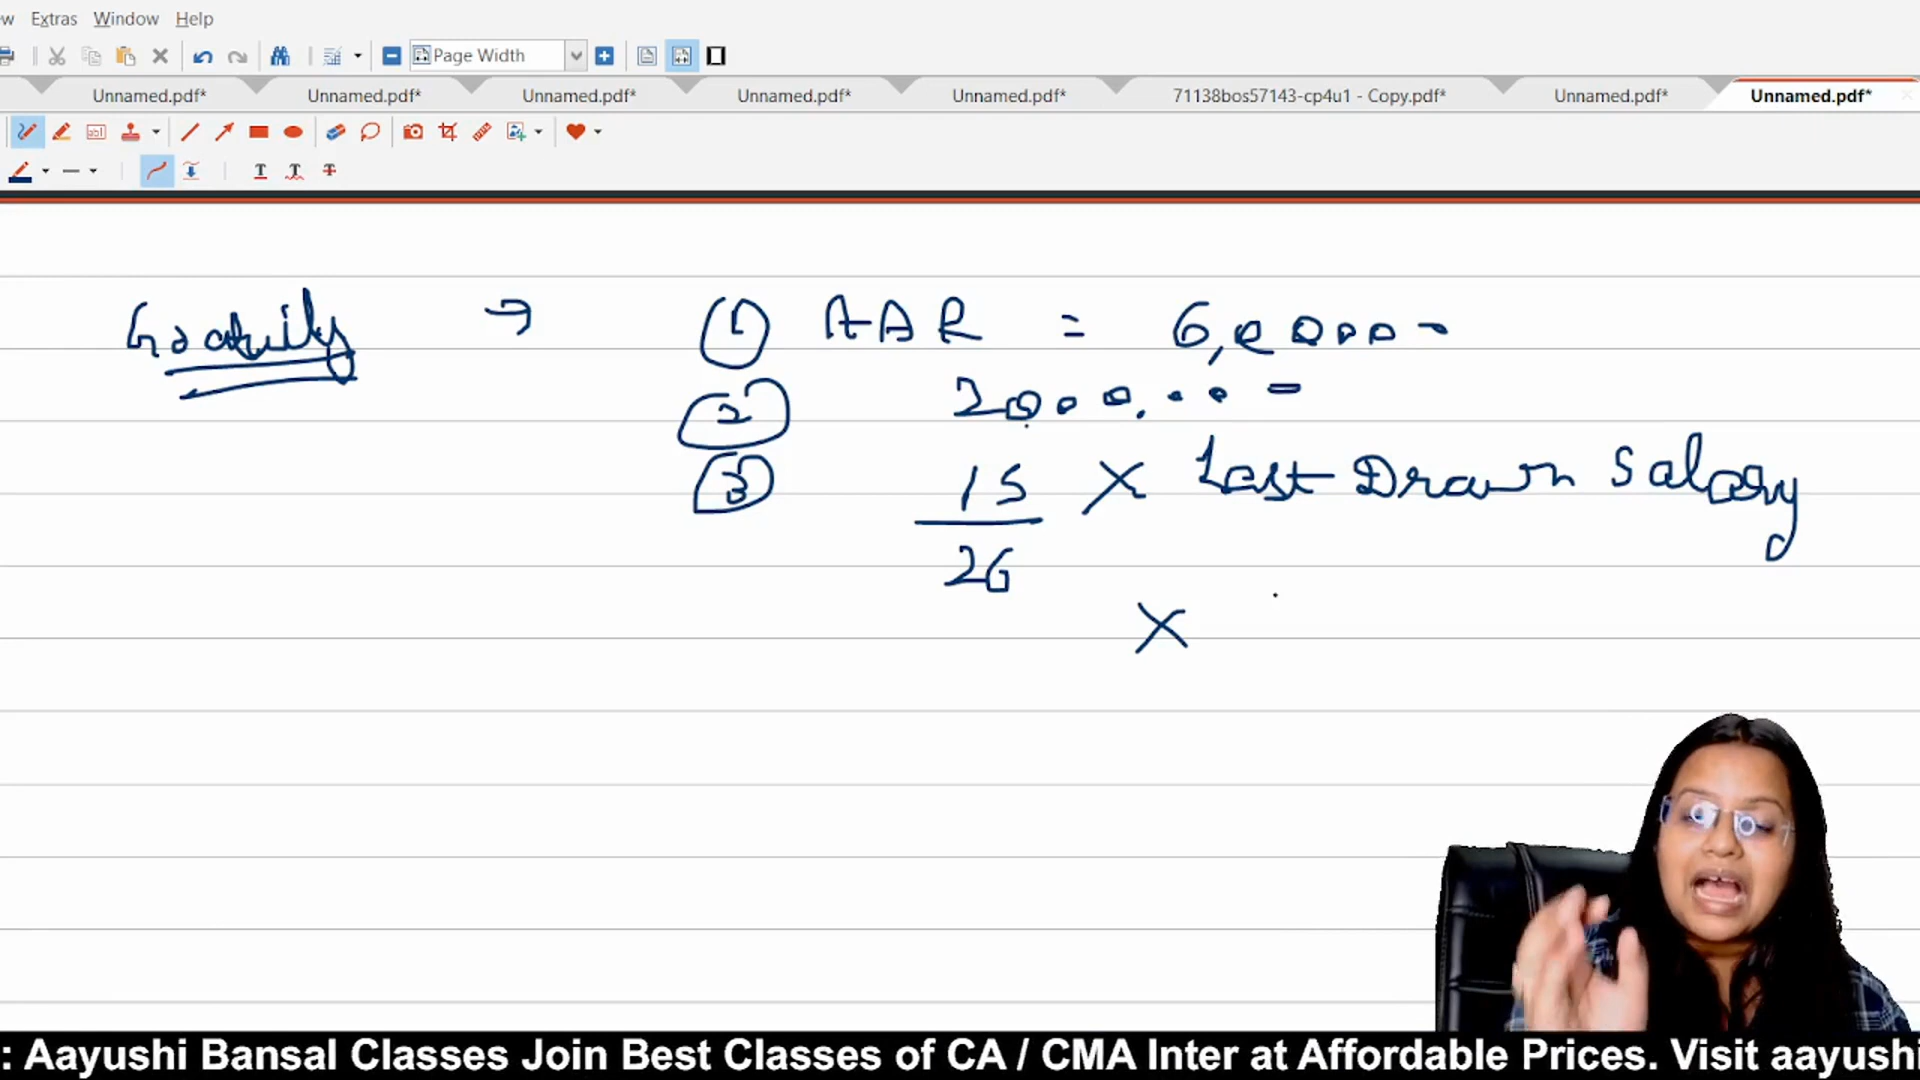 Extras Window Help
Page Width
Unnamed.pdf* Unnamed.pdf* Unnamed.pdf* Unnamed.pdf* Unnamed.pdf* 71138bos57143-cp4u1 - Copy.pdf* Unnamed.pdf* Unnamed.pdf*
Gratuity → ① AAR = 6,00000 -
② 2000,000 -
③ 15 × Last Drawn Salary
26
×
: Aayushi Bansal Classes Join Best Classes of CA / CMA Inter at Affordable Prices. Visit aayushi